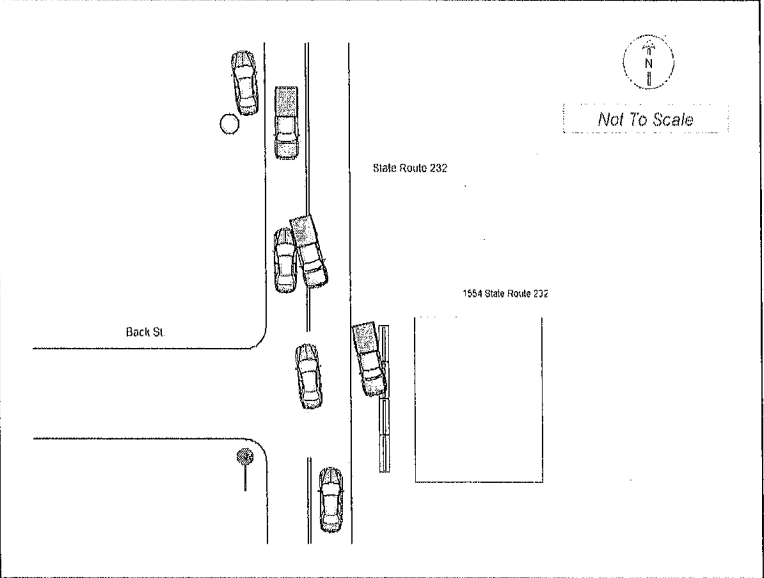 N
Not To Scale
State Route 232
1554 State Route 232
Back St